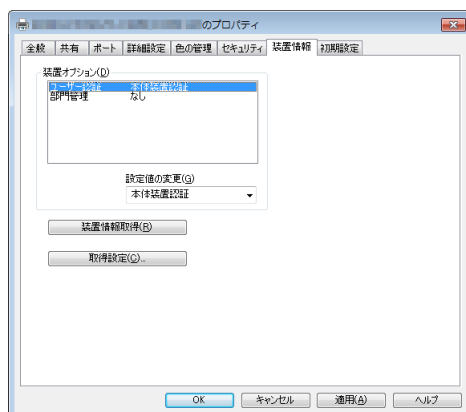 のプロパティ
全般 共有 ポート 詳細設定 色の管理 セキュリティ 装置情報 初期設定
装置オプション(D)
ユーザー認証 本体装置認証
部門管理 なし
設定値の変更(G)
本体装置認証
装置情報取得(R)
取得設定(C)...
OK キャンセル 適用(A) ヘルプ